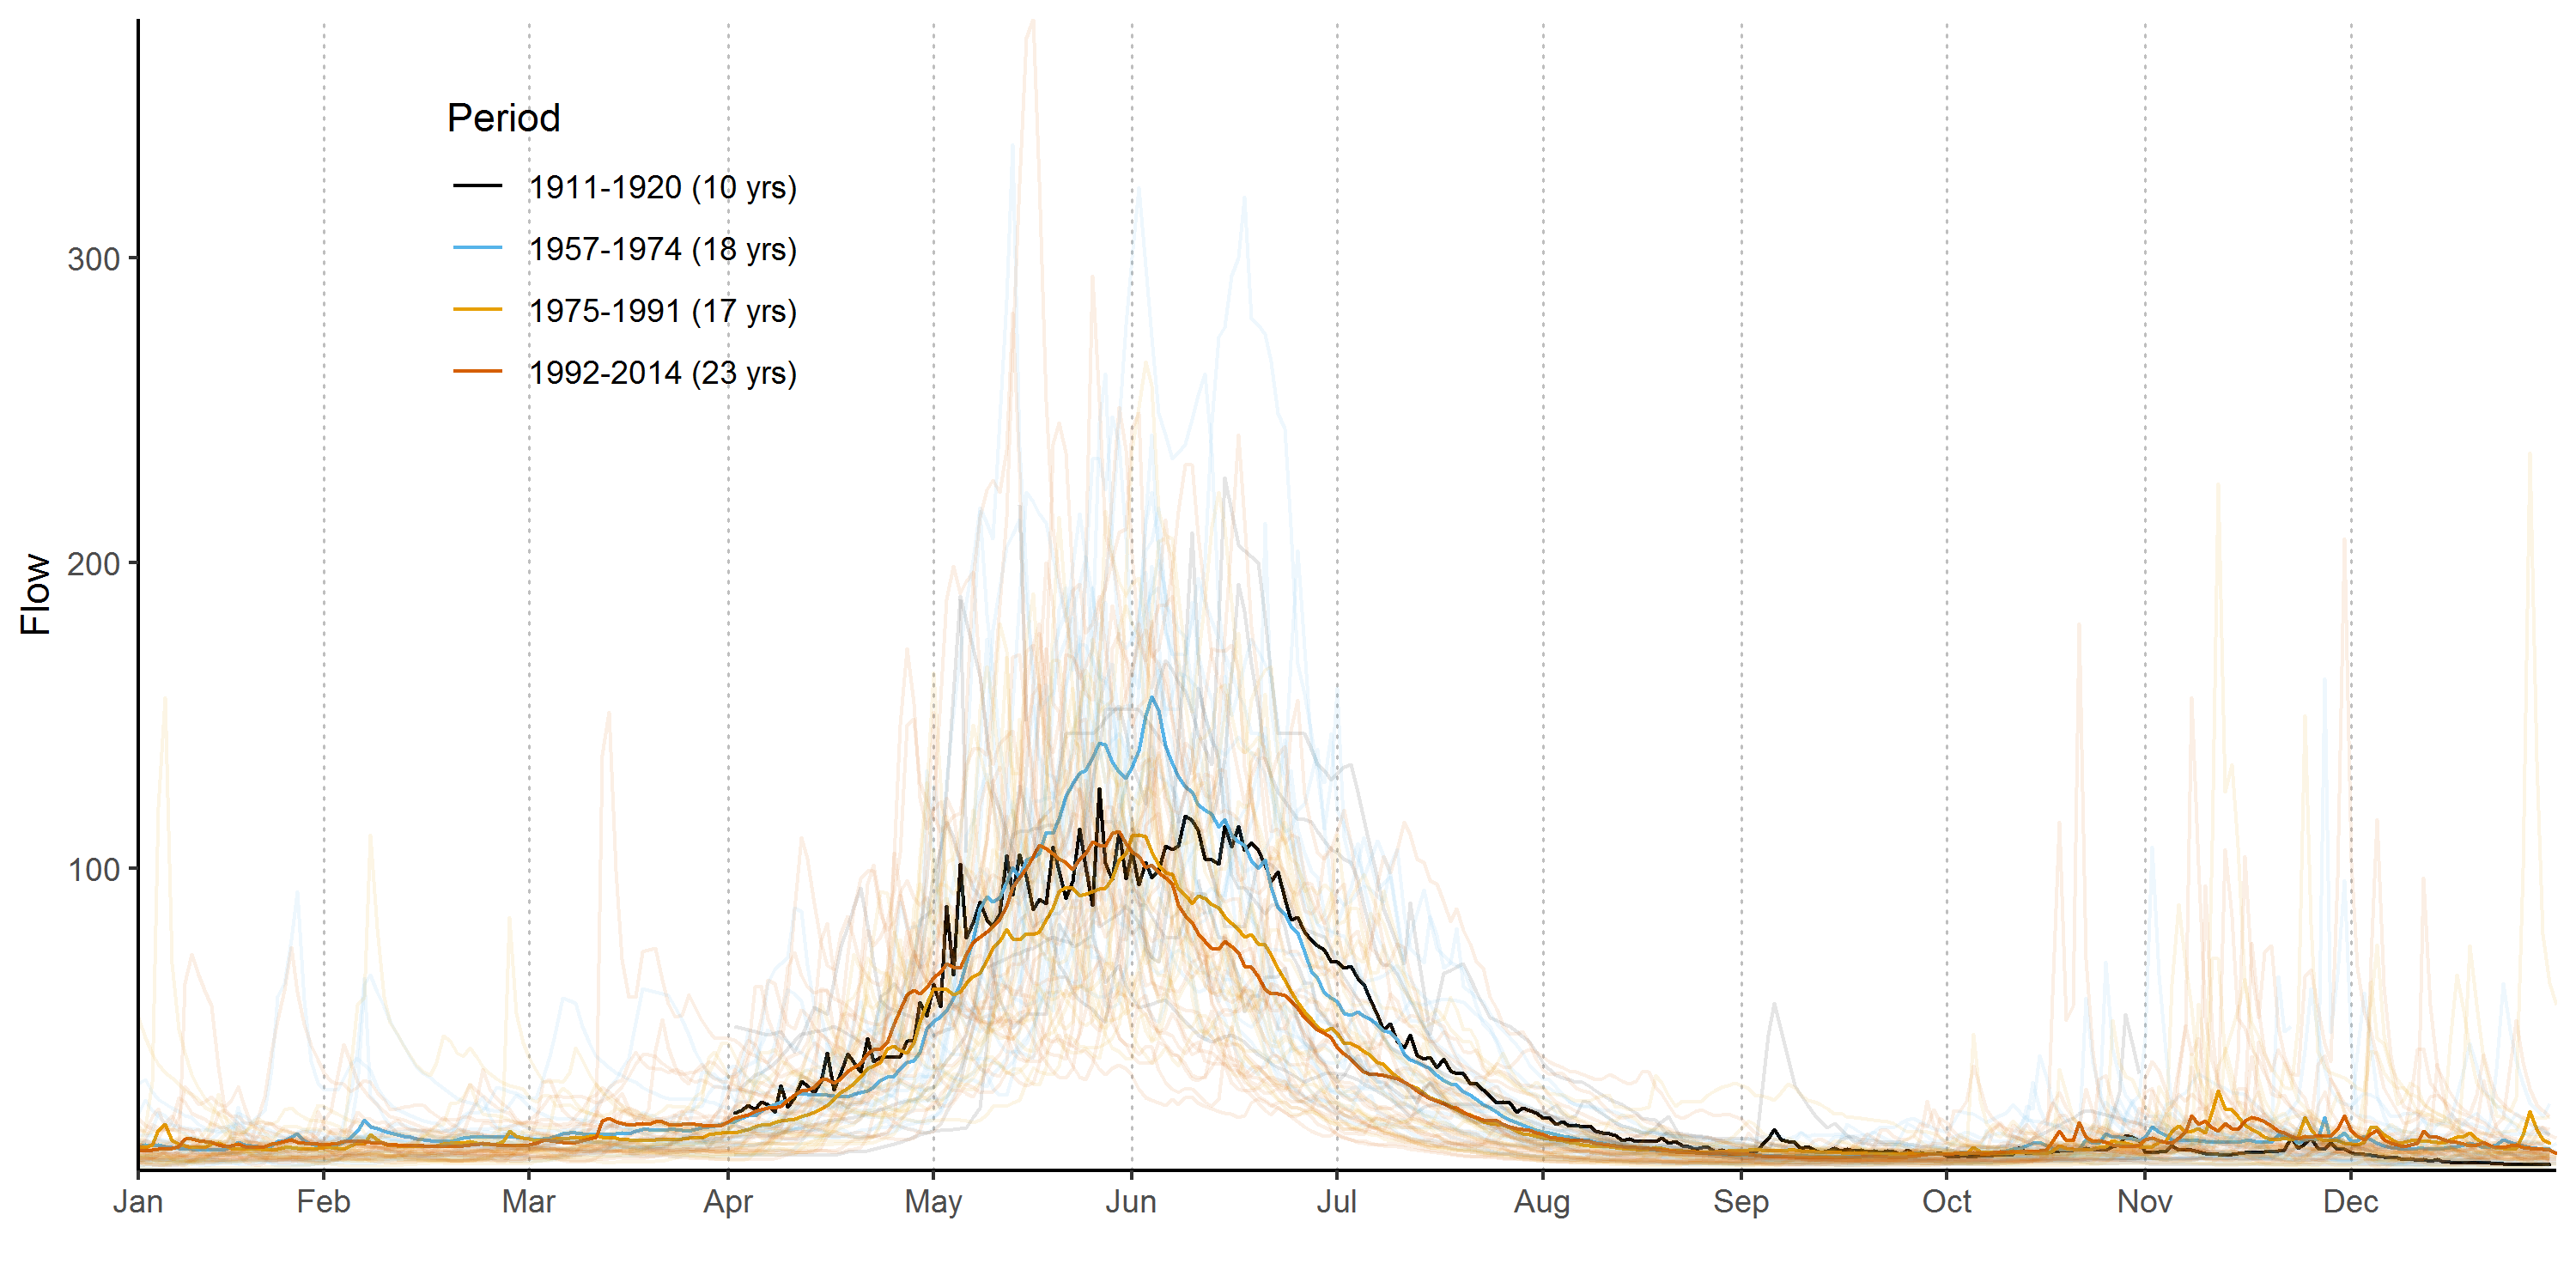 Period
1911-1920 (10 yrs)
1957-1974 (18 yrs)
1975-1991 (17 yrs)
1992-2014 (23 yrs)
300
200
100
Flow
Jan Feb Mar Apr May Jun Jul Aug Sep Oct Nov Dec